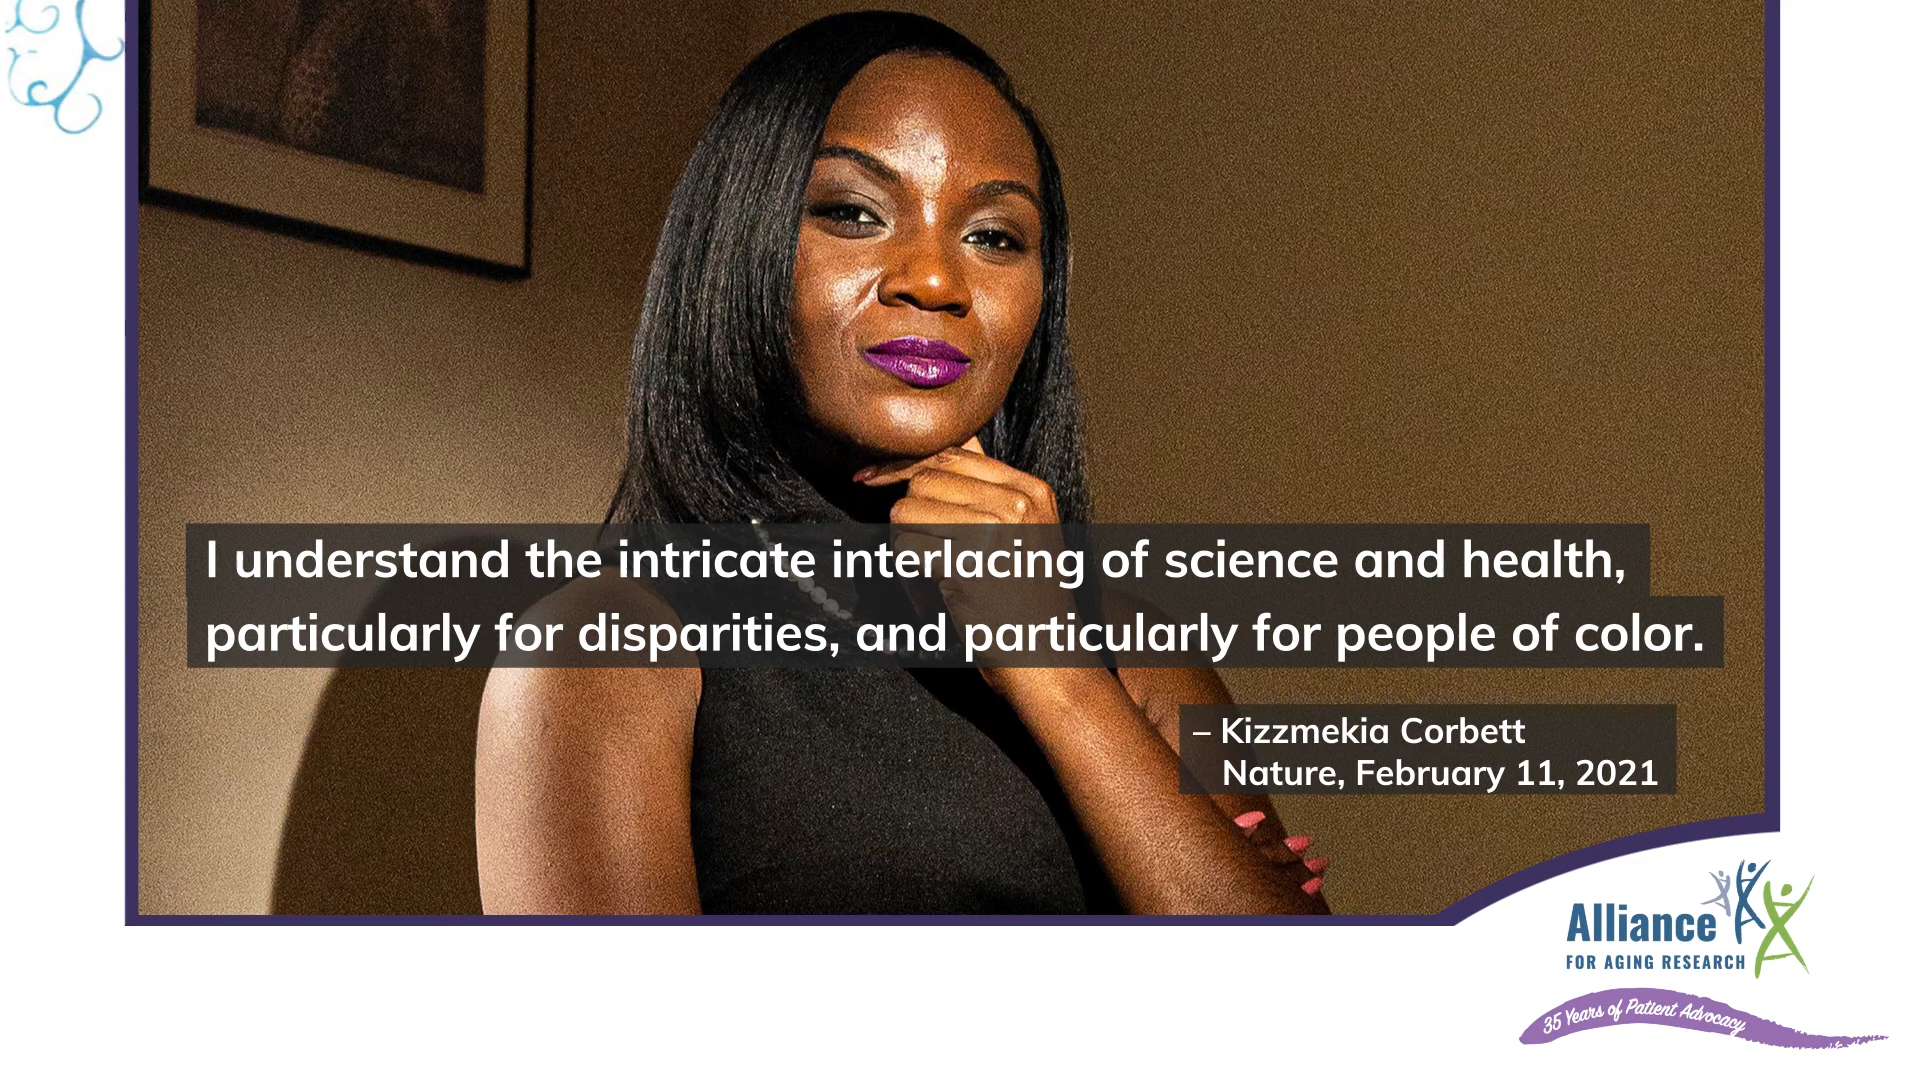 I understand the intricate interlacing of science and health,
particularly for disparities, and particularly for people of color.
– Kizzmekia Corbett
Nature, February 11, 2021
Alliance
FOR AGING RESEARCH
35 Years of Patient Advocacy